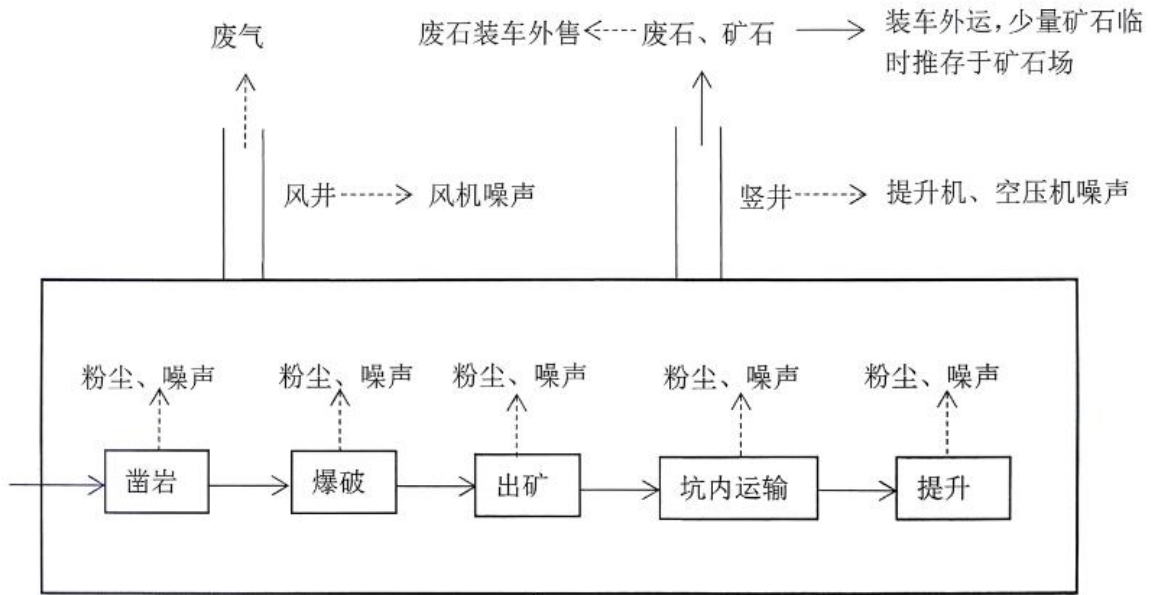 废气
废石装车外售
废石、矿石
装车外运,少量矿石临
时推存于矿石场
风井
风机噪声
竖井
提升机、空压机噪声
粉尘、噪声
粉尘、噪声
粉尘、噪声
粉尘、噪声
粉尘、噪声
凿岩
爆破
出矿
坑内运输
提升